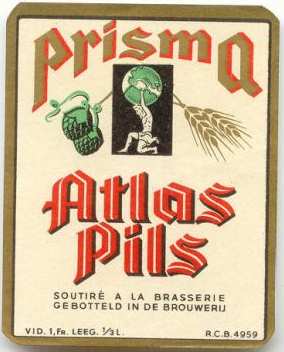 Prisma
Atlas
Pils
SOUTIRÉ A LA BRASSERIE
GEBOTTELD IN DE BROUWERIJ
VID. 1, FR. LEEG. ⅓ L.
R.C.B. 4959